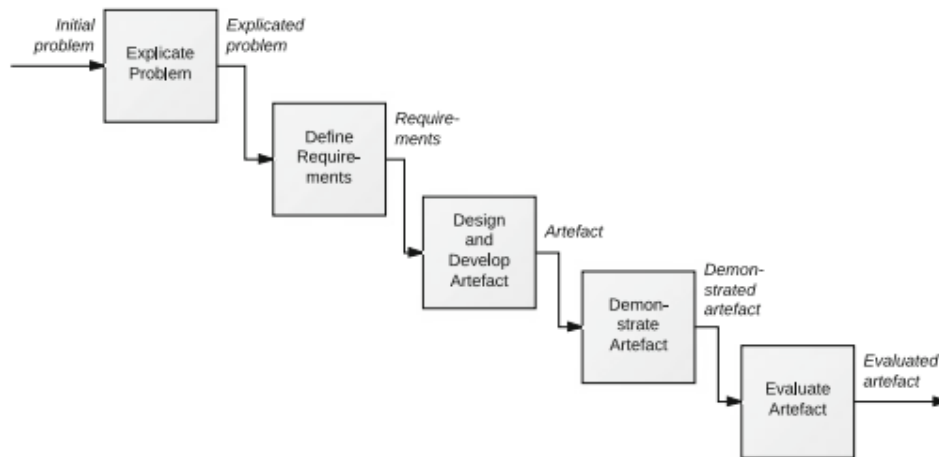 Initial
problem
Explicate
Problem
Explicated
problem
Define
Require-
ments
Require-
ments
Design
and
Develop
Artefact
Artefact
Demon-
strate
Artefact
Demon-
strated
artefact
Evaluate
Artefact
Evaluated
artefact